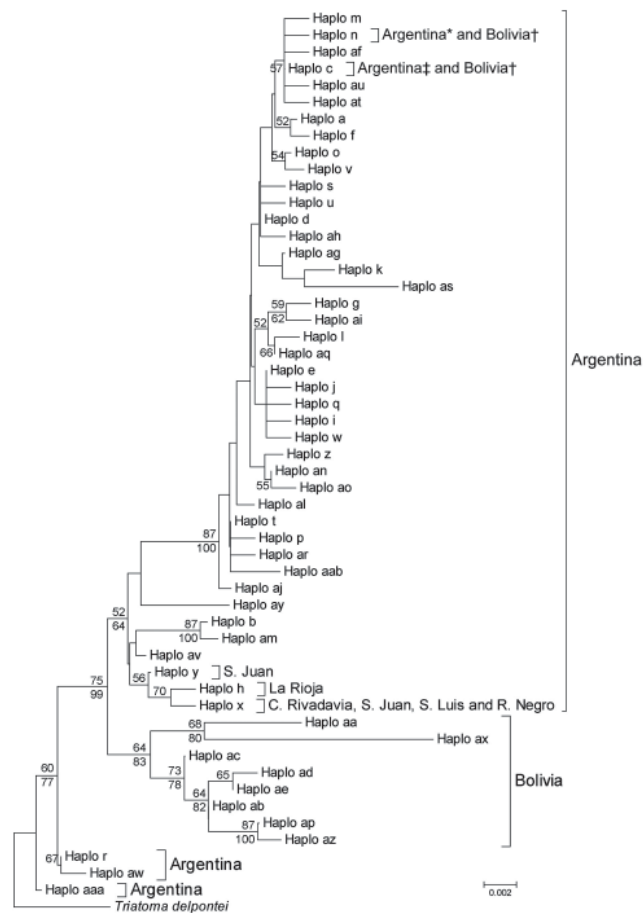 Haplo m
Haplo n
Argentina* and Bolivia†
Haplo af
57
Haplo c
Argentina‡ and Bolivia†
Haplo au
Haplo at
52
Haplo a
Haplo f
54
Haplo o
Haplo v
Haplo s
Haplo u
Haplo d
Haplo ah
Haplo ag
Haplo k
Haplo as
59
Haplo g
62
Haplo ai
52
Haplo l
66
Haplo aq
Argentina
Haplo e
Haplo j
Haplo q
Haplo i
Haplo w
Haplo z
Haplo an
55
Haplo ao
Haplo al
Haplo t
87
Haplo p
100
Haplo ar
Haplo aab
Haplo aj
Haplo ay
52
64
87
Haplo b
100
Haplo am
Haplo av
75
99
56
Haplo y
S. Juan
70
Haplo h
La Rioja
Haplo x
C. Rivadavia, S. Juan, S. Luis and R. Negro
68
Haplo aa
80
Haplo ax
64
83
Haplo ac
73
78
65
Haplo ad
Haplo ae
Bolivia
64
82
Haplo ab
87
Haplo ap
100
Haplo az
60
77
67
Haplo r
Haplo aw
Argentina
Haplo aaa
Argentina
Triatoma delpontei
0.002